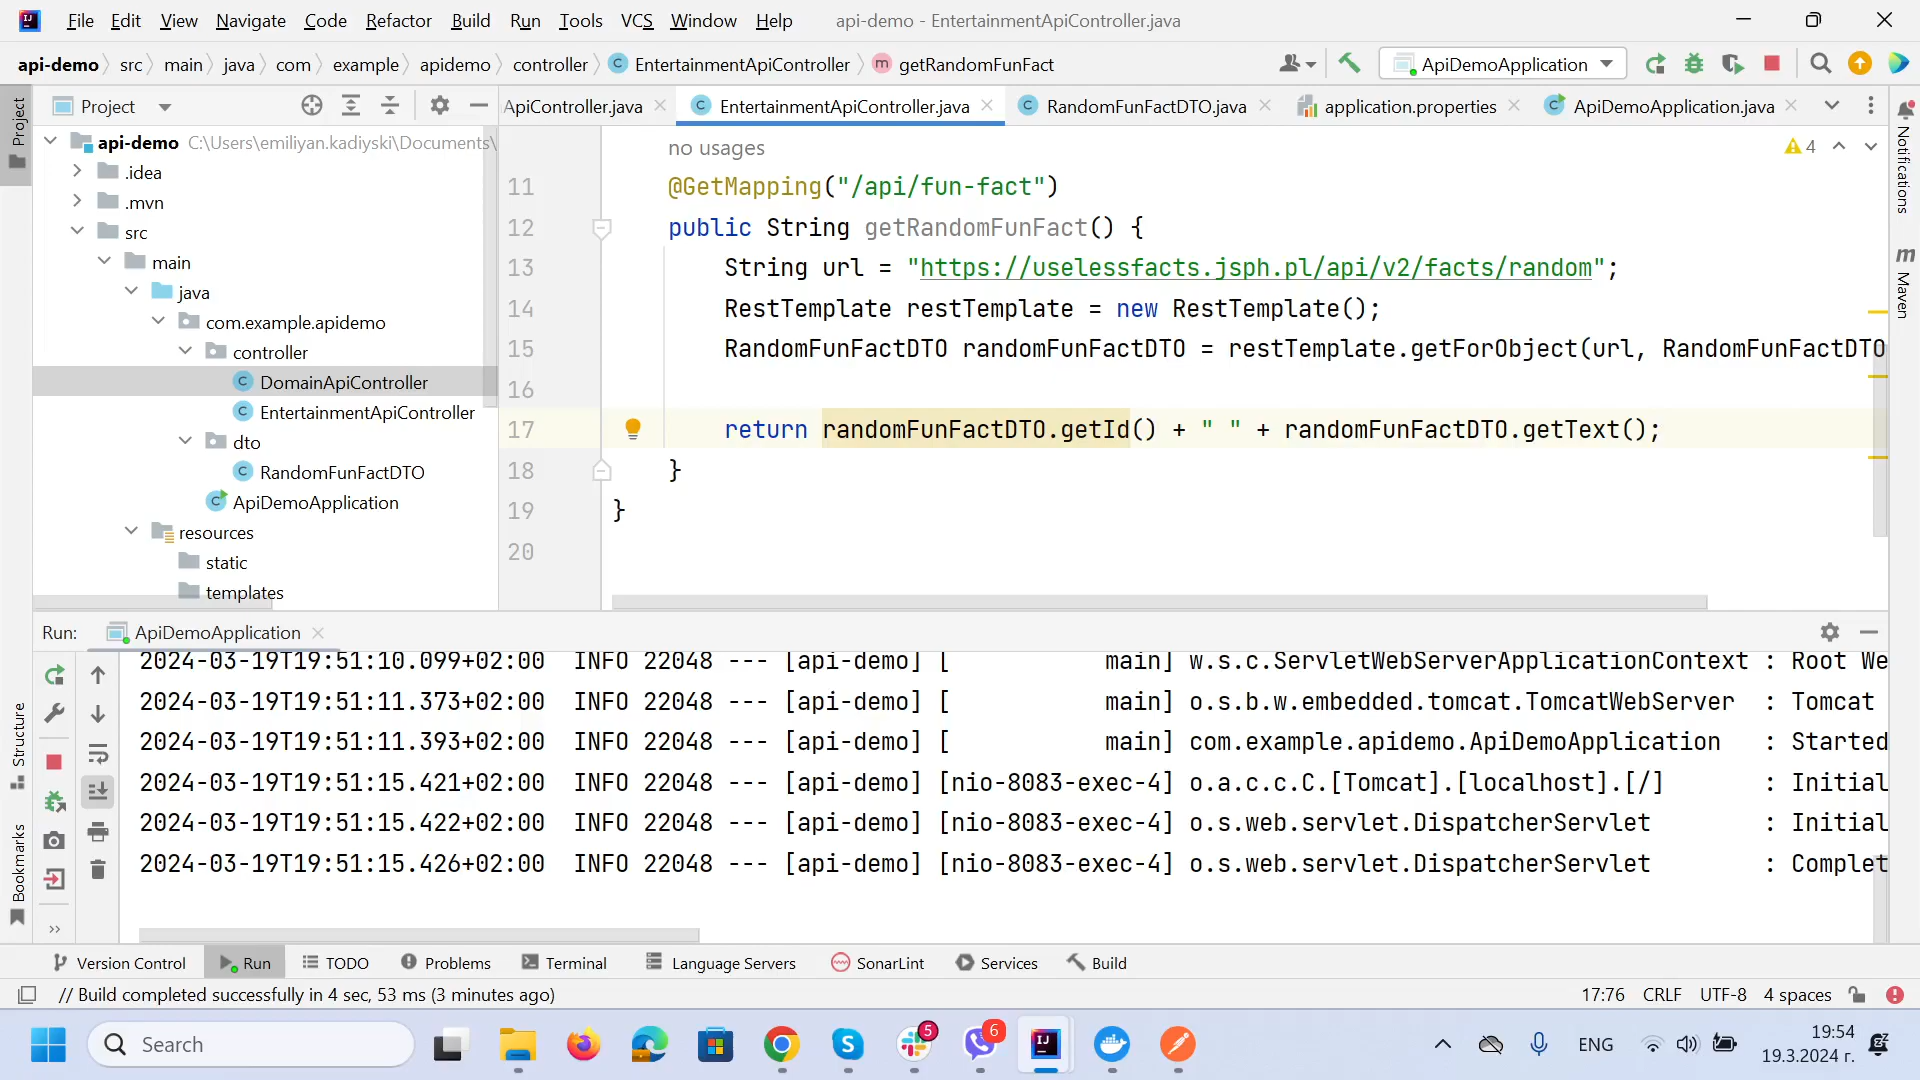 File Edit View Navigate Code Refactor Build Run Tools VCS Window Help api-demo - EntertainmentApiController.java
api-demo src main java com example apidemo controller EntertainmentApiController getRandomFunFact ApiDemoApplication
Project ApiController.java EntertainmentApiController.java RandomFunFactDTO.java application.properties ApiDemoApplication.java
Project
Notifications
Maven
Structure
Bookmarks
api-demo C:\Users\emiliyan.kadiyski\Documents\
.idea
.mvn
src
main
java
com.example.apidemo
controller
DomainApiController
EntertainmentApiController
dto
RandomFunFactDTO
ApiDemoApplication
resources
static
templates
no usages
4
11 @GetMapping("/api/fun-fact")
12 public String getRandomFunFact() {
13 String url = "https://uselessfacts.jsph.pl/api/v2/facts/random";
14 RestTemplate restTemplate = new RestTemplate();
15 RandomFunFactDTO randomFunFactDTO = restTemplate.getForObject(url, RandomFunFactDTO
16
17 return randomFunFactDTO.getId() + " " + randomFunFactDTO.getText();
18 }
19 }
20
Run: ApiDemoApplication
2024-03-19T19:51:10.099+02:00 INFO 22048 --- [api-demo] [ main] w.s.c.ServletWebServerApplicationContext : Root We
2024-03-19T19:51:11.373+02:00 INFO 22048 --- [api-demo] [ main] o.s.b.w.embedded.tomcat.TomcatWebServer : Tomcat
2024-03-19T19:51:11.393+02:00 INFO 22048 --- [api-demo] [ main] com.example.apidemo.ApiDemoApplication : Started
2024-03-19T19:51:15.421+02:00 INFO 22048 --- [api-demo] [nio-8083-exec-4] o.a.c.c.C.[Tomcat].[localhost].[/] : Initial
2024-03-19T19:51:15.422+02:00 INFO 22048 --- [api-demo] [nio-8083-exec-4] o.s.web.servlet.DispatcherServlet : Initial
2024-03-19T19:51:15.426+02:00 INFO 22048 --- [api-demo] [nio-8083-exec-4] o.s.web.servlet.DispatcherServlet : Complet
Version Control Run TODO Problems Terminal Language Servers SonarLint Services Build
// Build completed successfully in 4 sec, 53 ms (3 minutes ago) 17:76 CRLF UTF-8 4 spaces
Search 5 6 ENG 19:54
19.3.2024 г.